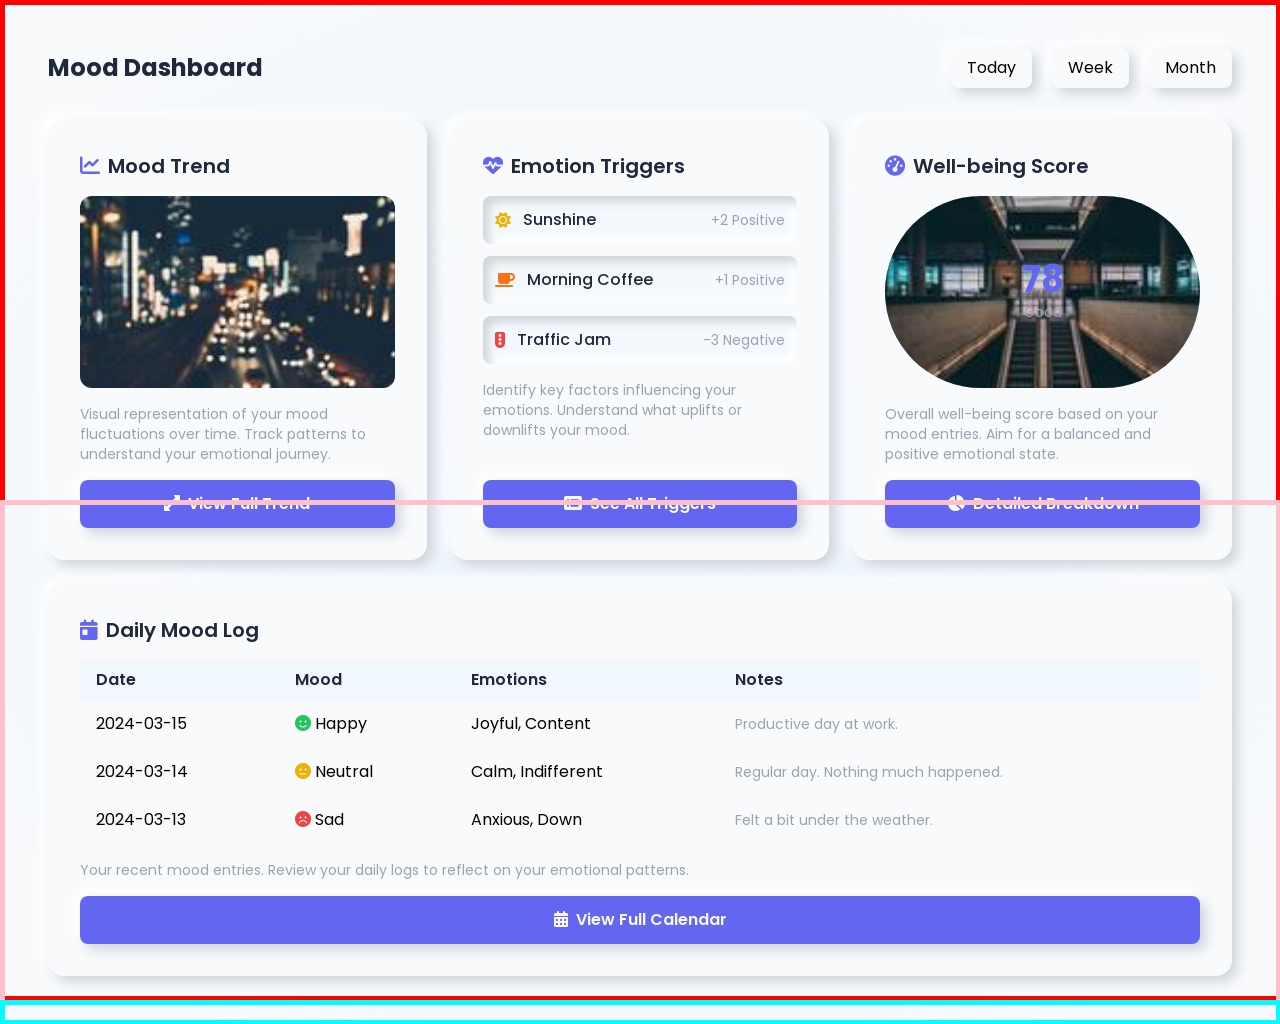 Mood Dashboard
Today
Week
Month
Mood Trend
Visual representation of your mood
fluctuations over time. Track patterns to
understand your emotional journey.
View Full Trend
Emotion Triggers
Sunshine
+2 Positive
Morning Coffee
+1 Positive
Traffic Jam
-3 Negative
Identify key factors influencing your
emotions. Understand what uplifts or
downlifts your mood.
See All Triggers
Well-being Score
78
Good
Overall well-being score based on your
mood entries. Aim for a balanced and
positive emotional state.
Detailed Breakdown
Daily Mood Log
Date Mood Emotions Notes
2024-03-15 Happy Joyful, Content Productive day at work.
2024-03-14 Neutral Calm, Indifferent Regular day. Nothing much happened.
2024-03-13 Sad Anxious, Down Felt a bit under the weather.
Your recent mood entries. Review your daily logs to reflect on your emotional patterns.
View Full Calendar